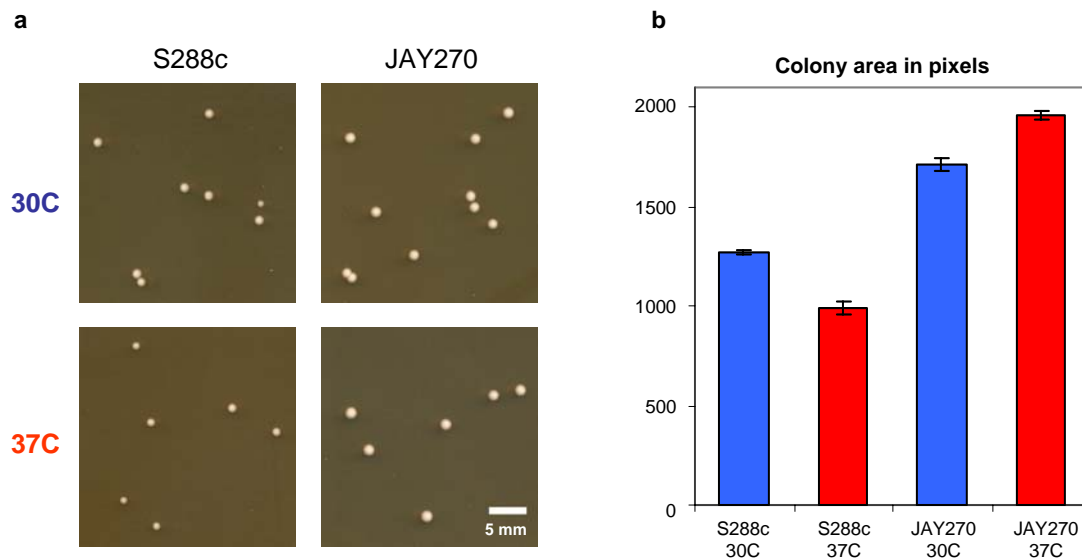 a
S288c JAY270
30C
37C
5 mm
b
Colony area in pixels
2000
1500
1000
500
0
S288c S288c JAY270 JAY270
30C 37C 30C 37C